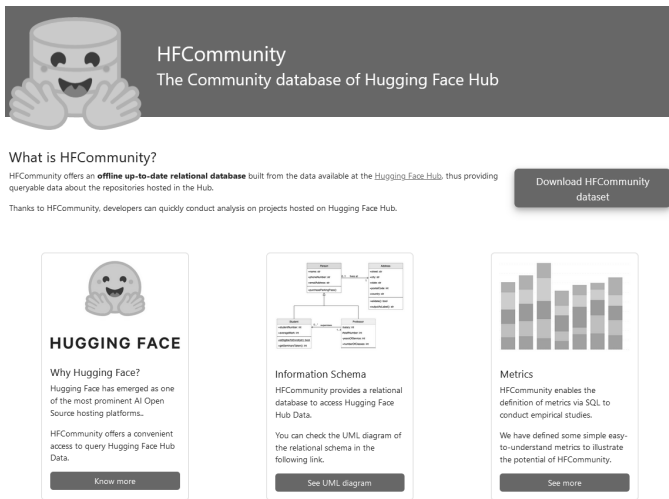 HFCommunity
The Community database of Hugging Face Hub
What is HFCommunity?
HFCommunity offers an offline up-to-date relational database built from the data available at the Hugging Face Hub, thus providing
queryable data about the repositories hosted in the Hub.
Thanks to HFCommunity, developers can quickly conduct analysis on projects hosted on Hugging Face Hub.
Download HFCommunity
dataset
HUGGING FACE
Why Hugging Face?
Hugging Face has emerged as one
of the most prominent AI Open
Source hosting platforms..
HFCommunity offers a convenient
access to query Hugging Face Hub
Data.
Know more
Information Schema
HFCommunity provides a relational
database to access Hugging Face
Hub Data.
You can check the UML diagram of
the relational schema in the
following link.
See UML diagram
Metrics
HFCommunity enables the
definition of metrics via SQL to
conduct empirical studies.
We have defined some simple easy-
to-understand metrics to illustrate
the potential of HFCommunity.
See more